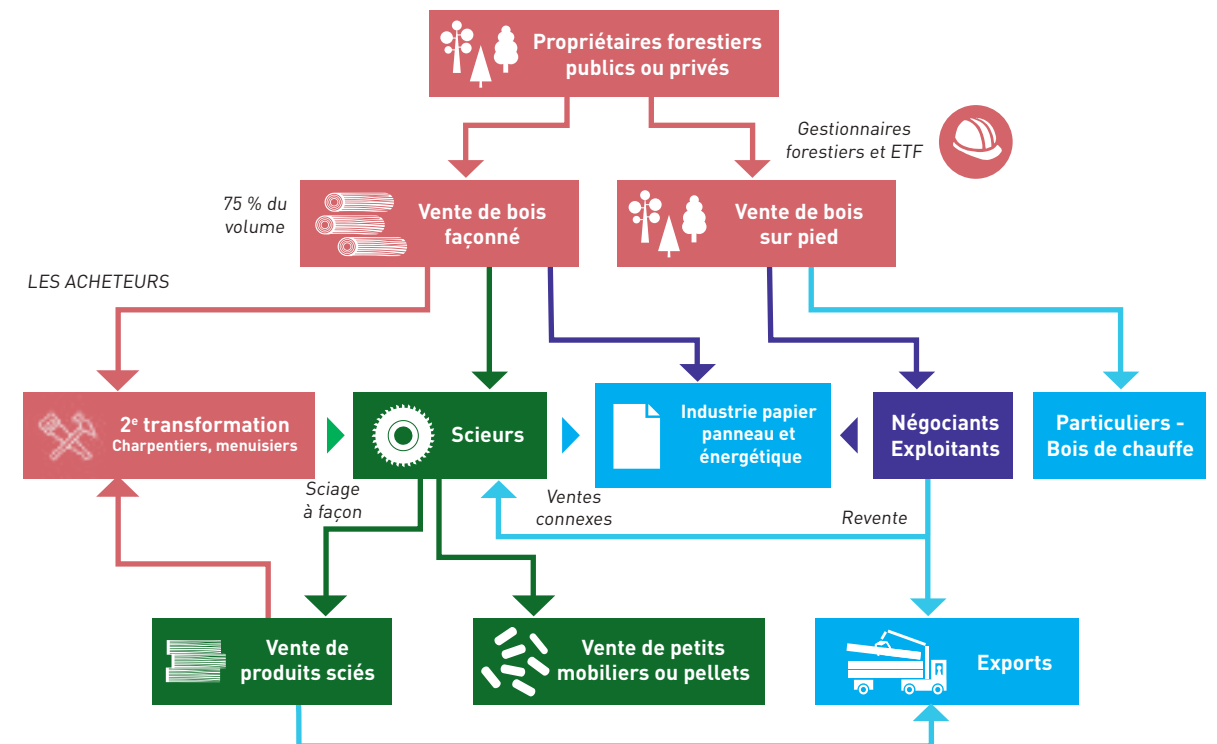 Propriétaires forestiers
publics ou privés
Gestionnaires
forestiers et ETF
75 % du
volume
Vente de bois
façonné
Vente de bois
sur pied
LES ACHETEURS
2e transformation
Charpentiers, menuisiers
Scieurs
Industrie papier
panneau et
énergétique
Négociants
Exploitants
Particuliers -
Bois de chauffe
Sciage
à façon
Ventes
connexes
Revente
Vente de
produits sciés
Vente de petits
mobiliers ou pellets
Exports